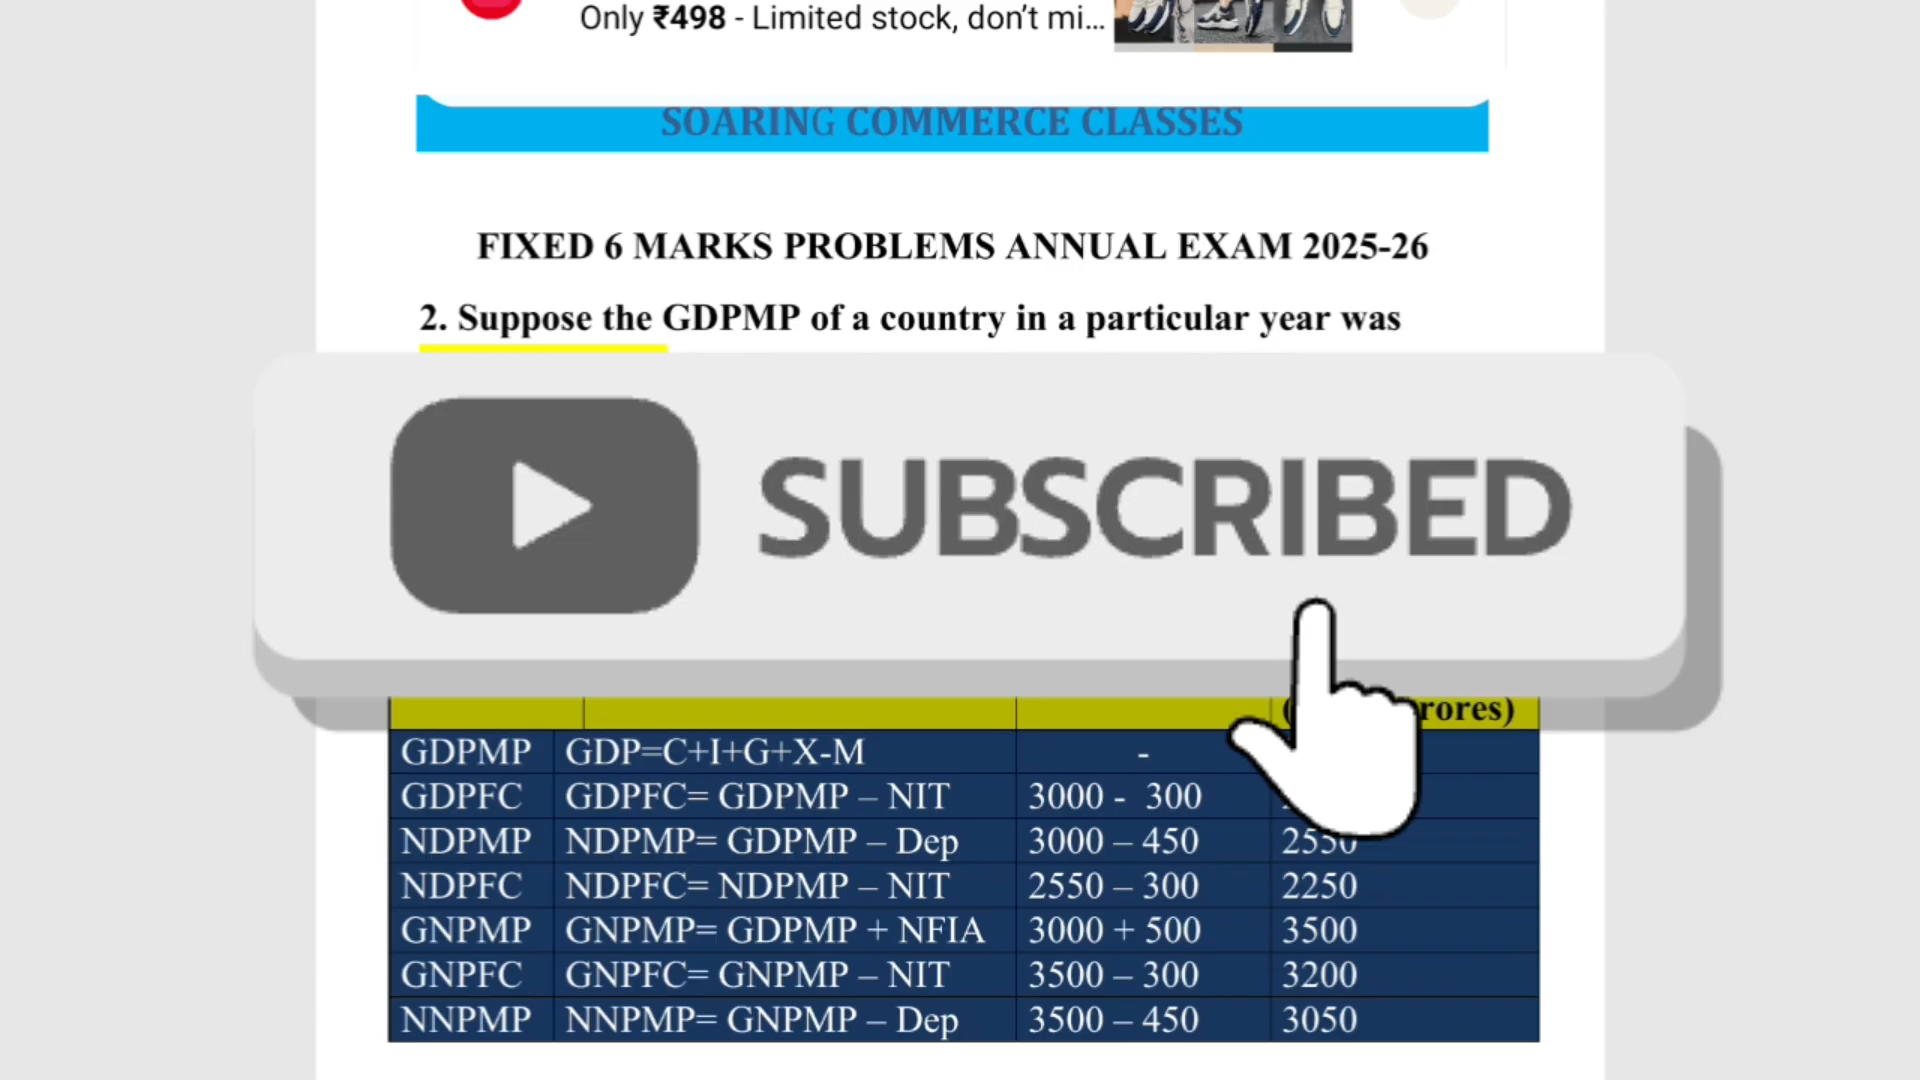 Only ₹498 - Limited stock, don’t mi...
SOARING COMMERCE CLASSES
FIXED 6 MARKS PROBLEMS ANNUAL EXAM 2025-26
2. Suppose the GDPMP of a country in a particular year was
SUBSCRIBED
rores)
GDPMP GDP=C+I+G+X-M -
GDPFC GDPFC= GDPMP – NIT 3000 - 300
NDPMP NDPMP= GDPMP – Dep 3000 – 450 2550
NDPFC NDPFC= NDPMP – NIT 2550 – 300 2250
GNPMP GNPMP= GDPMP + NFIA 3000 + 500 3500
GNPFC GNPFC= GNPMP – NIT 3500 – 300 3200
NNPMP NNPMP= GNPMP – Dep 3500 – 450 3050